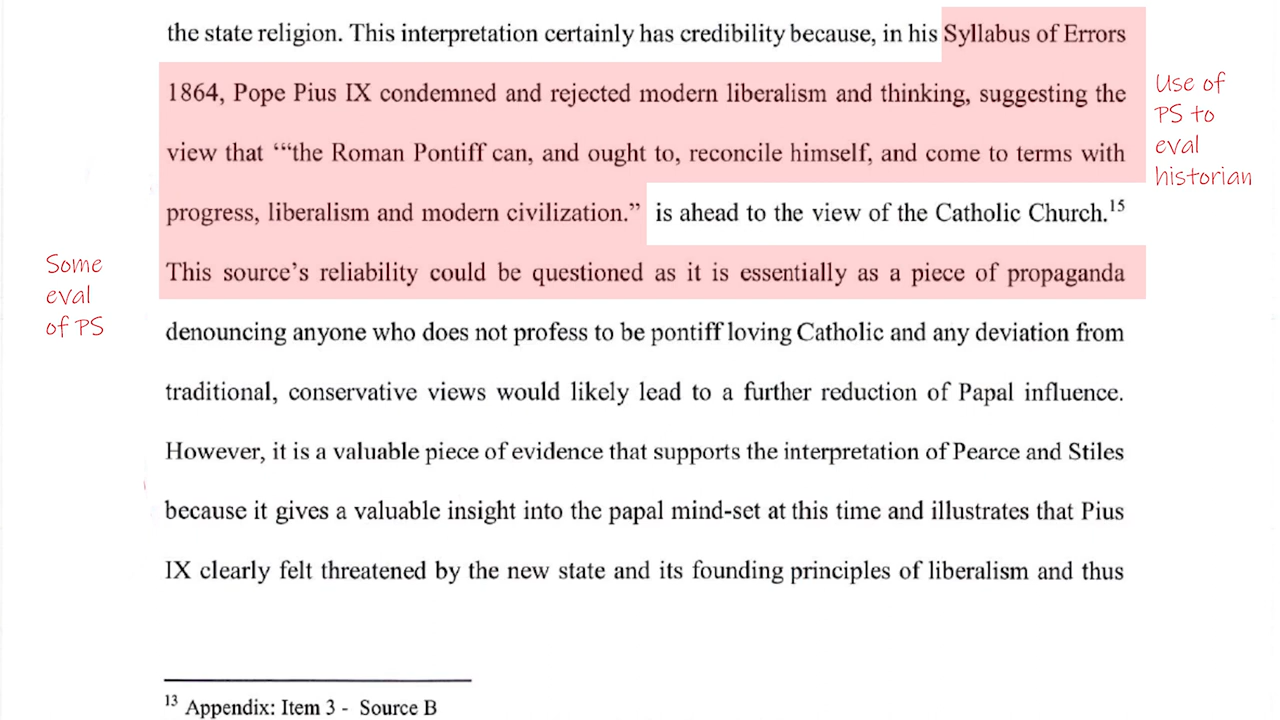 the state religion. This interpretation certainly has credibility because, in his Syllabus of Errors
1864, Pope Pius IX condemned and rejected modern liberalism and thinking, suggesting the
view that “‘“the Roman Pontiff can, and ought to, reconcile himself, and come to terms with
progress, liberalism and modern civilization.” is ahead to the view of the Catholic Church.15
This source’s reliability could be questioned as it is essentially as a piece of propaganda
denouncing anyone who does not profess to be pontiff loving Catholic and any deviation from
traditional, conservative views would likely lead to a further reduction of Papal influence.
However, it is a valuable piece of evidence that supports the interpretation of Pearce and Stiles
because it gives a valuable insight into the papal mind-set at this time and illustrates that Pius
IX clearly felt threatened by the new state and its founding principles of liberalism and thus
13 Appendix: Item 3 - Source B
Use of
PS to
eval
historian
Some
eval
of PS